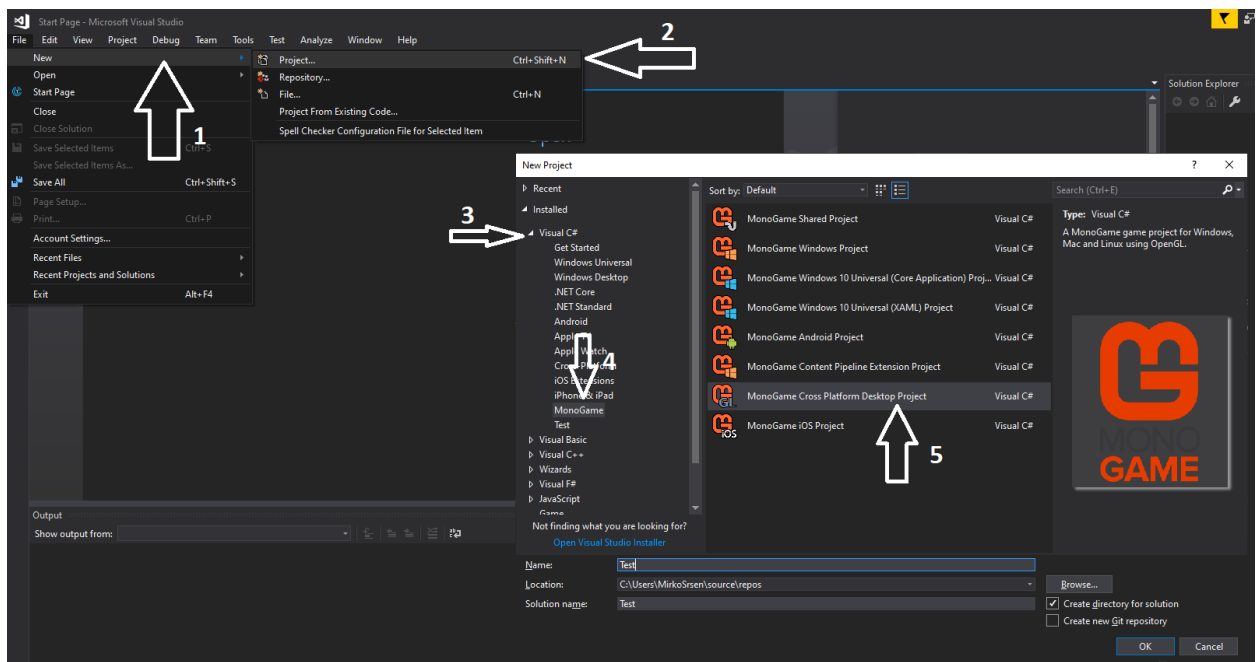 Start Page - Microsoft Visual Studio
File Edit View Project Debug Team Tools Test Analyze Window Help
2
New
Open
Start Page
Close
Close Solution
Save Selected Items Ctrl+S
Save Selected Items As...
Save All Ctrl+Shift+S
Page Setup...
Print... Ctrl+P
Account Settings...
Recent Files
Recent Projects and Solutions
Exit Alt+F4
1
Project... Ctrl+Shift+N
Repository...
File... Ctrl+N
Project From Existing Code...
Spell Checker Configuration File for Selected Item
Solution Explorer
New Project ? X
Recent
Installed
3
Visual C#
Get Started
Windows Universal
Windows Desktop
.NET Core
.NET Standard
Android
4
iPhone & iPad
MonoGame
Test
Visual Basic
Visual C++
Wizards
Visual F#
JavaScript
Game
Not finding what you are looking for?
Open Visual Studio Installer
Sort by: Default
MonoGame Shared Project Visual C#
MonoGame Windows Project Visual C#
MonoGame Windows 10 Universal (Core Application) Proj... Visual C#
MonoGame Windows 10 Universal (XAML) Project Visual C#
MonoGame Android Project Visual C#
MonoGame Content Pipeline Extension Project Visual C#
GL
MonoGame Cross Platform Desktop Project Visual C#
iOS
MonoGame iOS Project Visual C#
5
Search (Ctrl+E)
Type: Visual C#
A MonoGame game project for Windows,
Mac and Linux using OpenGL.
MONO
GAME
Output
Show output from:
Name: Test
Location: C:\Users\MirkoSrsen\source\repos
Solution name: Test
Browse...
Create directory for solution
Create new Git repository
OK Cancel